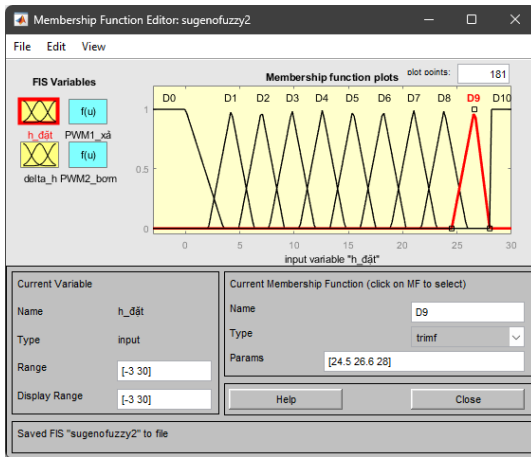 Membership Function Editor: sugenofuzzy2
File Edit View
FIS Variables
f(u)
h_đặt PWM1_xả
f(u)
delta_h PWM2_bơm
Membership function plots plot points: 181
D0 D1 D2 D3 D4 D5 D6 D7 D8 D9 D10
1
0.5
0
0 5 10 15 20 25 30
input variable "h_đặt"
Current Variable
Name h_đặt
Type input
Range [-3 30]
Display Range [-3 30]
Current Membership Function (click on MF to select)
Name D9
Type trimf
Params [24.5 26.6 28]
Help Close
Saved FIS "sugenofuzzy2" to file